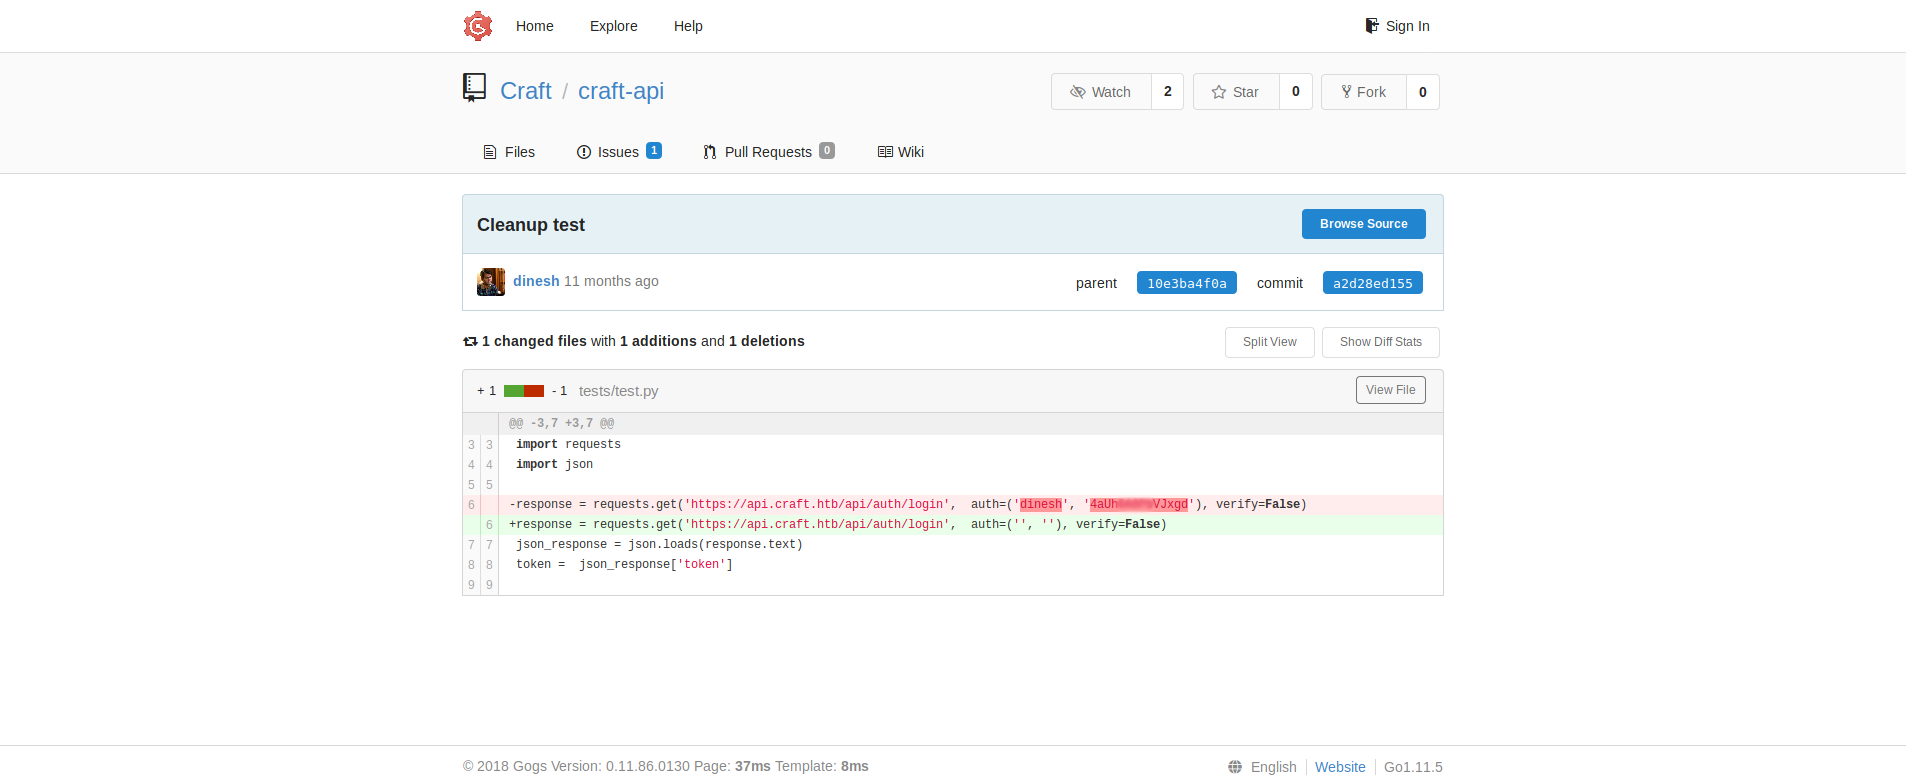 Home Explore Help Sign In
Craft / craft-api Watch 2 Star 0 Fork 0
Files Issues 1 Pull Requests 0 Wiki
Cleanup test Browse Source
dinesh 11 months ago parent 10e3ba4f0a commit a2d28ed155
1 changed files with 1 additions and 1 deletions Split View Show Diff Stats
+ 1 - 1 tests/test.py View File
@@ -3,7 +3,7 @@
3 3 import requests
4 4 import json
5 5
6 -response = requests.get('https://api.craft.htb/api/auth/login', auth=('dinesh', '4aUh VJxgd'), verify=False)
6 +response = requests.get('https://api.craft.htb/api/auth/login', auth=('', ''), verify=False)
7 7 json_response = json.loads(response.text)
8 8 token = json_response['token']
9 9
© 2018 Gogs Version: 0.11.86.0130 Page: 37ms Template: 8ms English Website Go1.11.5